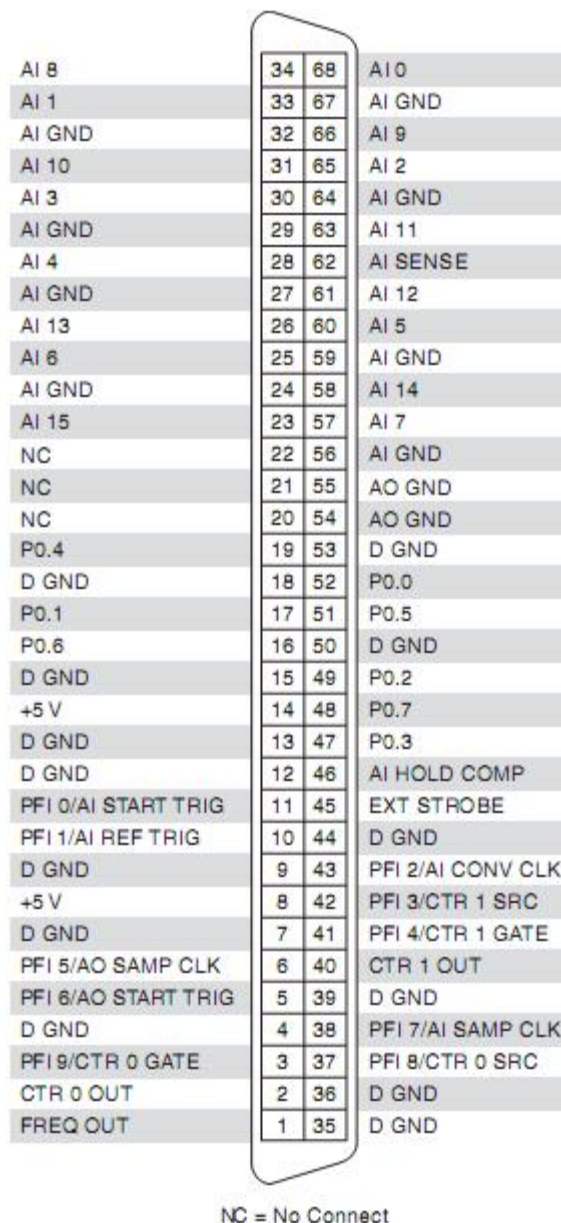 AI 8 34 68 AI 0
AI 1 33 67 AI GND
AI GND 32 66 AI 9
AI 10 31 65 AI 2
AI 3 30 64 AI GND
AI GND 29 63 AI 11
AI 4 28 62 AI SENSE
AI GND 27 61 AI 12
AI 13 26 60 AI 5
AI 6 25 59 AI GND
AI GND 24 58 AI 14
AI 15 23 57 AI 7
NC 22 56 AI GND
NC 21 55 AO GND
NC 20 54 AO GND
P0.4 19 53 D GND
D GND 18 52 P0.0
P0.1 17 51 P0.5
P0.6 16 50 D GND
D GND 15 49 P0.2
+5 V 14 48 P0.7
D GND 13 47 P0.3
D GND 12 46 AI HOLD COMP
PFI 0/AI START TRIG 11 45 EXT STROBE
PFI 1/AI REF TRIG 10 44 D GND
D GND 9 43 PFI 2/AI CONV CLK
+5 V 8 42 PFI 3/CTR 1 SRC
D GND 7 41 PFI 4/CTR 1 GATE
PFI 5/AO SAMP CLK 6 40 CTR 1 OUT
PFI 6/AO START TRIG 5 39 D GND
D GND 4 38 PFI 7/AI SAMP CLK
PFI 9/CTR 0 GATE 3 37 PFI 8/CTR 0 SRC
CTR 0 OUT 2 36 D GND
FREQ OUT 1 35 D GND
NC = No Connect